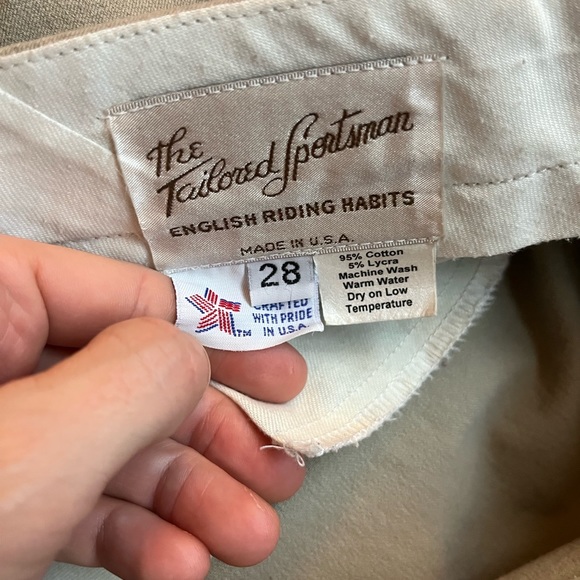 The
Tailored Sportsman
ENGLISH RIDING HABITS
MADE IN U.S.A.
28
95% Cotton
5% Lycra
Machine Wash
Warm Water
Dry on Low
Temperature
CRAFTED
WITH PRIDE
IN U.S.A.
TM